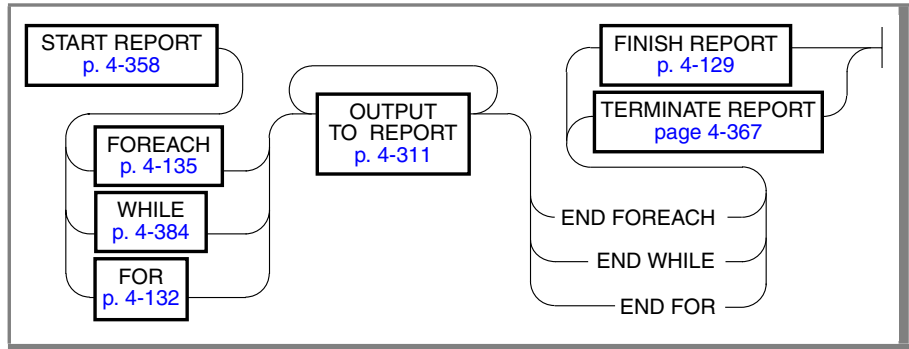 START REPORT
p. 4-358
FOREACH
p. 4-135
WHILE
p. 4-384
FOR
p. 4-132
OUTPUT
TO REPORT
p. 4-311
END FOREACH
END WHILE
END FOR
FINISH REPORT
p. 4-129
TERMINATE REPORT
page 4-367